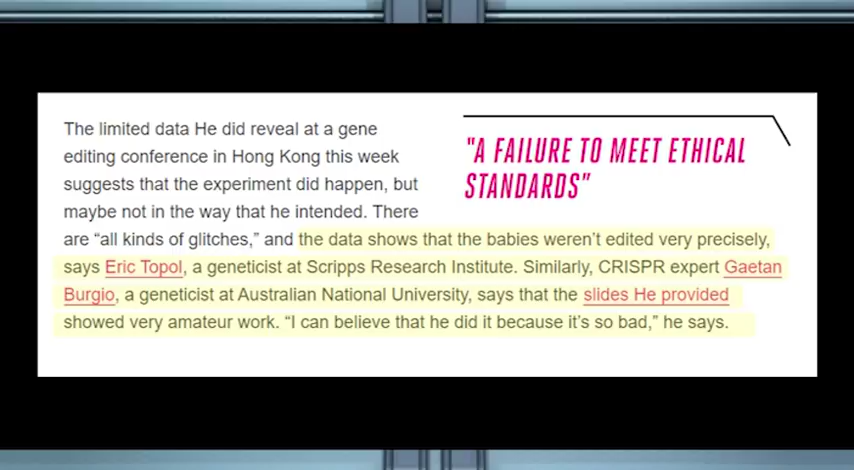 The limited data He did reveal at a gene
editing conference in Hong Kong this week
suggests that the experiment did happen, but
maybe not in the way that he intended. There
are “all kinds of glitches,” and the data shows that the babies weren’t edited very precisely,
says Eric Topol, a geneticist at Scripps Research Institute. Similarly, CRISPR expert Gaetan
Burgio, a geneticist at Australian National University, says that the slides He provided
showed very amateur work. “I can believe that he did it because it’s so bad,” he says.
"A FAILURE TO MEET ETHICAL
STANDARDS"